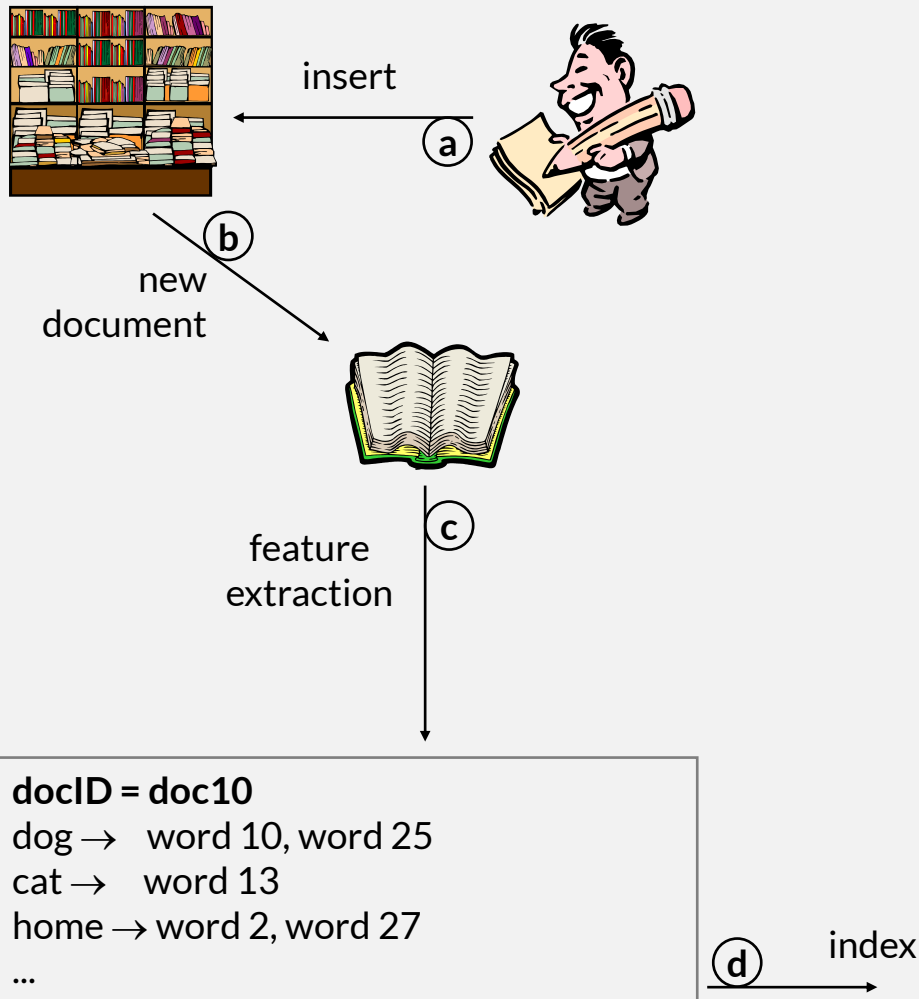 insert
a
b
new
document
c
feature
extraction
docID = doc10
dog → word 10, word 25
cat → word 13
home → word 2, word 27
...
d
index